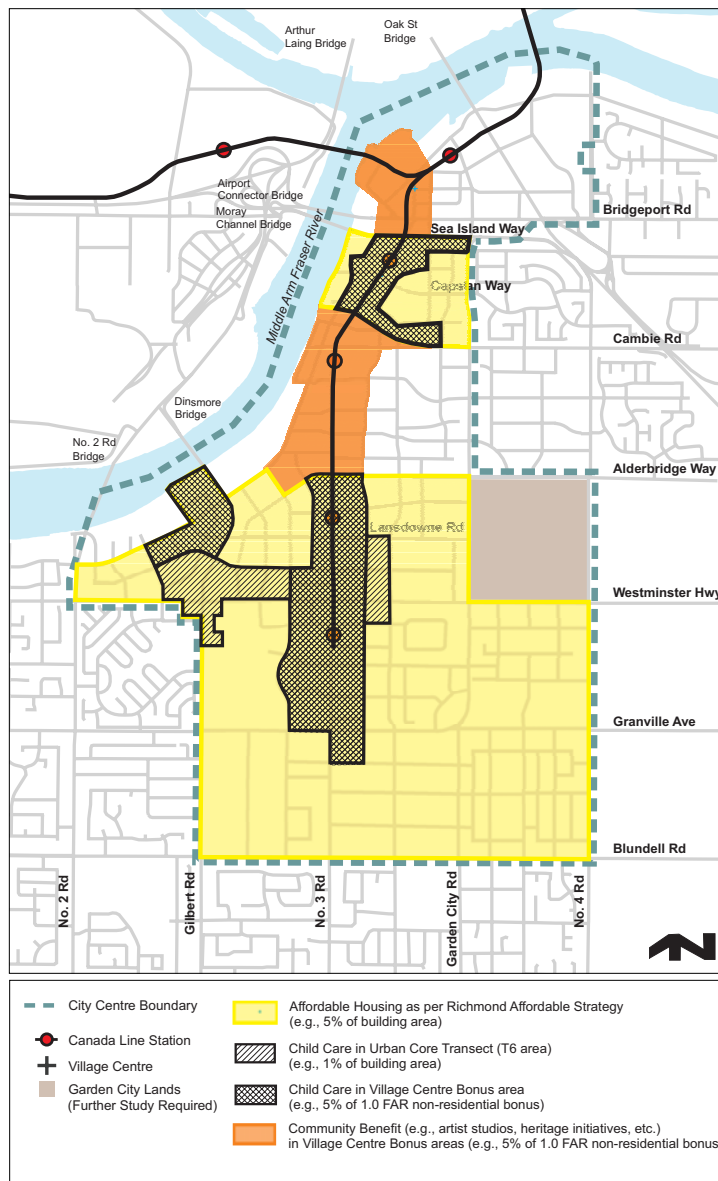 Arthur
Laing Bridge
Oak St
Bridge
Airport
Connector Bridge
Moray
Channel Bridge
Bridgeport Rd
Sea Island Way
Middle Arm Fraser River
Capstan Way
Cambie Rd
Dinsmore
Bridge
No. 2 Rd
Bridge
Alderbridge Way
Lansdowne Rd
Westminster Hwy
Granville Ave
Blundell Rd
No. 2 Rd
Gilbert Rd
No. 3 Rd
Garden City Rd
No. 4 Rd
N
City Centre Boundary
Canada Line Station
Village Centre
Garden City Lands
(Further Study Required)
Affordable Housing as per Richmond Affordable Strategy
(e.g., 5% of building area)
Child Care in Urban Core Transect (T6 area)
(e.g., 1% of building area)
Child Care in Village Centre Bonus area
(e.g., 5% of 1.0 FAR non-residential bonus)
Community Benefit (e.g., artist studios, heritage initiatives, etc.)
in Village Centre Bonus areas (e.g., 5% of 1.0 FAR non-residential bonus